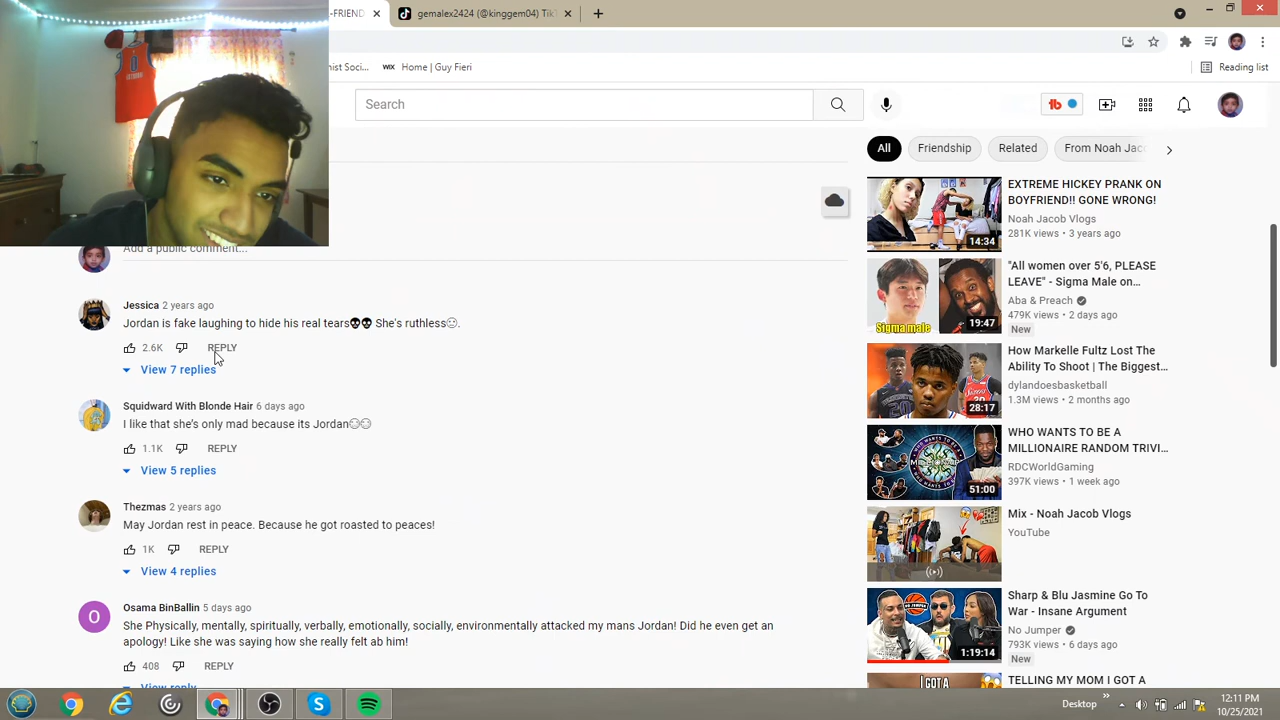 -FRIEND
gemalex2424 (@kinggem04) Tik
nist Soci...
WIX
Home | Guy Fieri
Reading list
Search
All
Friendship
Related
From Noah Jac
EXTREME HICKEY PRANK ON
BOYFRIEND!! GONE WRONG!
Noah Jacob Vlogs
281K views • 3 years ago
14:34
"All women over 5'6, PLEASE
LEAVE" - Sigma Male on...
Aba & Preach
479K views • 2 days ago
New
Sigma male
19:47
How Markelle Fultz Lost The
Ability To Shoot | The Biggest...
dylandoesbasketball
1.3M views • 2 months ago
28:17
WHO WANTS TO BE A
MILLIONAIRE RANDOM TRIVI...
RDCWorldGaming
397K views • 1 week ago
51:00
Mix - Noah Jacob Vlogs
YouTube
Sharp & Blu Jasmine Go To
War - Insane Argument
No Jumper
793K views • 6 days ago
New
1:19:14
TELLING MY MOM I GOT A
I GOT A
Add a public comment...
Jessica 2 years ago
Jordan is fake laughing to hide his real tears💀💀 She's ruthless🙂.
2.6K REPLY
View 7 replies
Squidward With Blonde Hair 6 days ago
I like that she's only mad because its Jordan😏😏
1.1K REPLY
View 5 replies
Thezmas 2 years ago
May Jordan rest in peace. Because he got roasted to peaces!
1K REPLY
View 4 replies
O
Osama BinBallin 5 days ago
She Physically, mentally, spiritually, verbally, emotionally, socially, environmentally attacked my mans Jordan! Did he even get an
apology! Like she was saying how she really felt ab him!
408 REPLY
View reply
Desktop
12:11 PM
10/25/2021